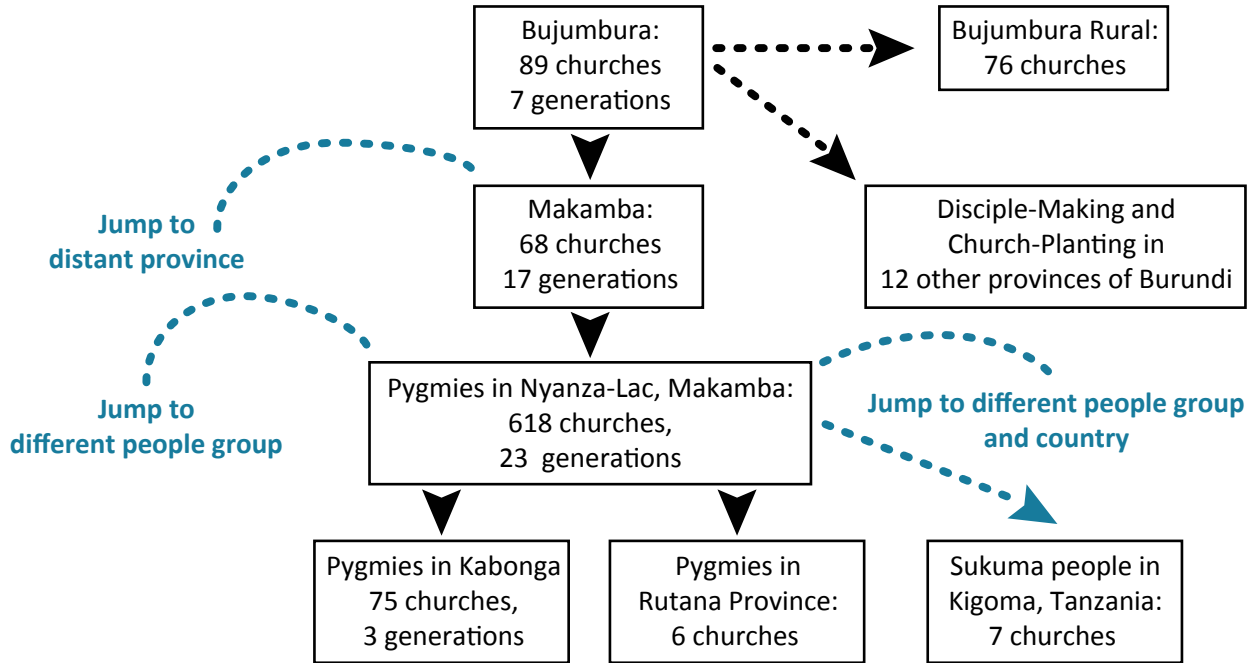 Bujumbura:
89 churches
7 generations
Bujumbura Rural:
76 churches
Jump to
distant province
Makamba:
68 churches
17 generations
Disciple-Making and
Church-Planting in
12 other provinces of Burundi
Jump to
different people group
Pygmies in Nyanza-Lac, Makamba:
618 churches,
23 generations
Jump to different people group
and country
Pygmies in Kabonga
75 churches,
3 generations
Pygmies in
Rutana Province:
6 churches
Sukuma people in
Kigoma, Tanzania:
7 churches